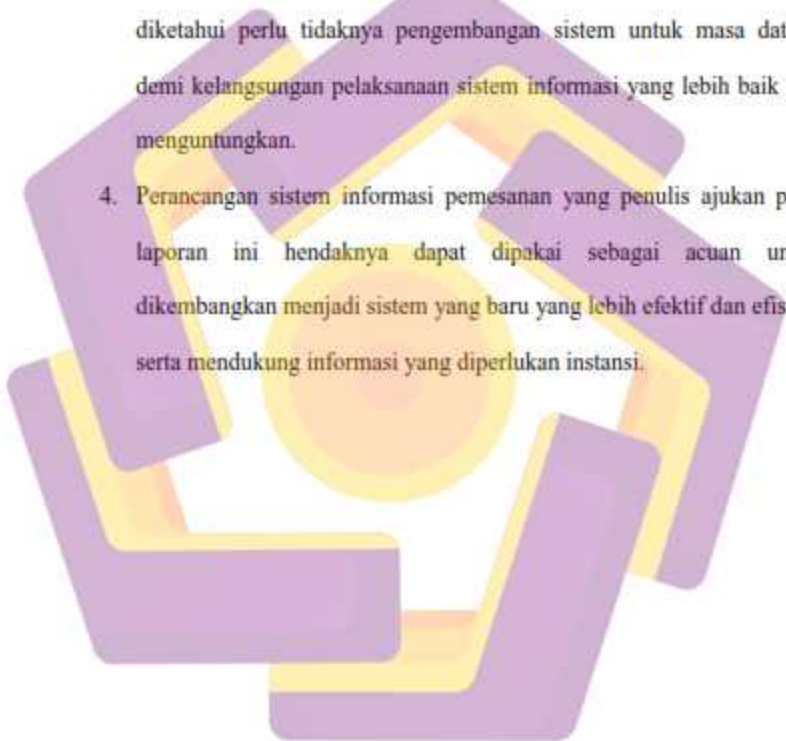 diketahui perlu tidaknya pengembangan sistem untuk masa dat
demi kelangsungan pelaksanaan sistem informasi yang lebih baik
menguntungkan.
4. Perancangan sistem informasi pemesanan yang penulis ajukan p
laporan ini hendaknya dapat dipakai sebagai acuan un
dikembangkan menjadi sistem yang baru yang lebih efektif dan efis
serta mendukung informasi yang diperlukan instansi.